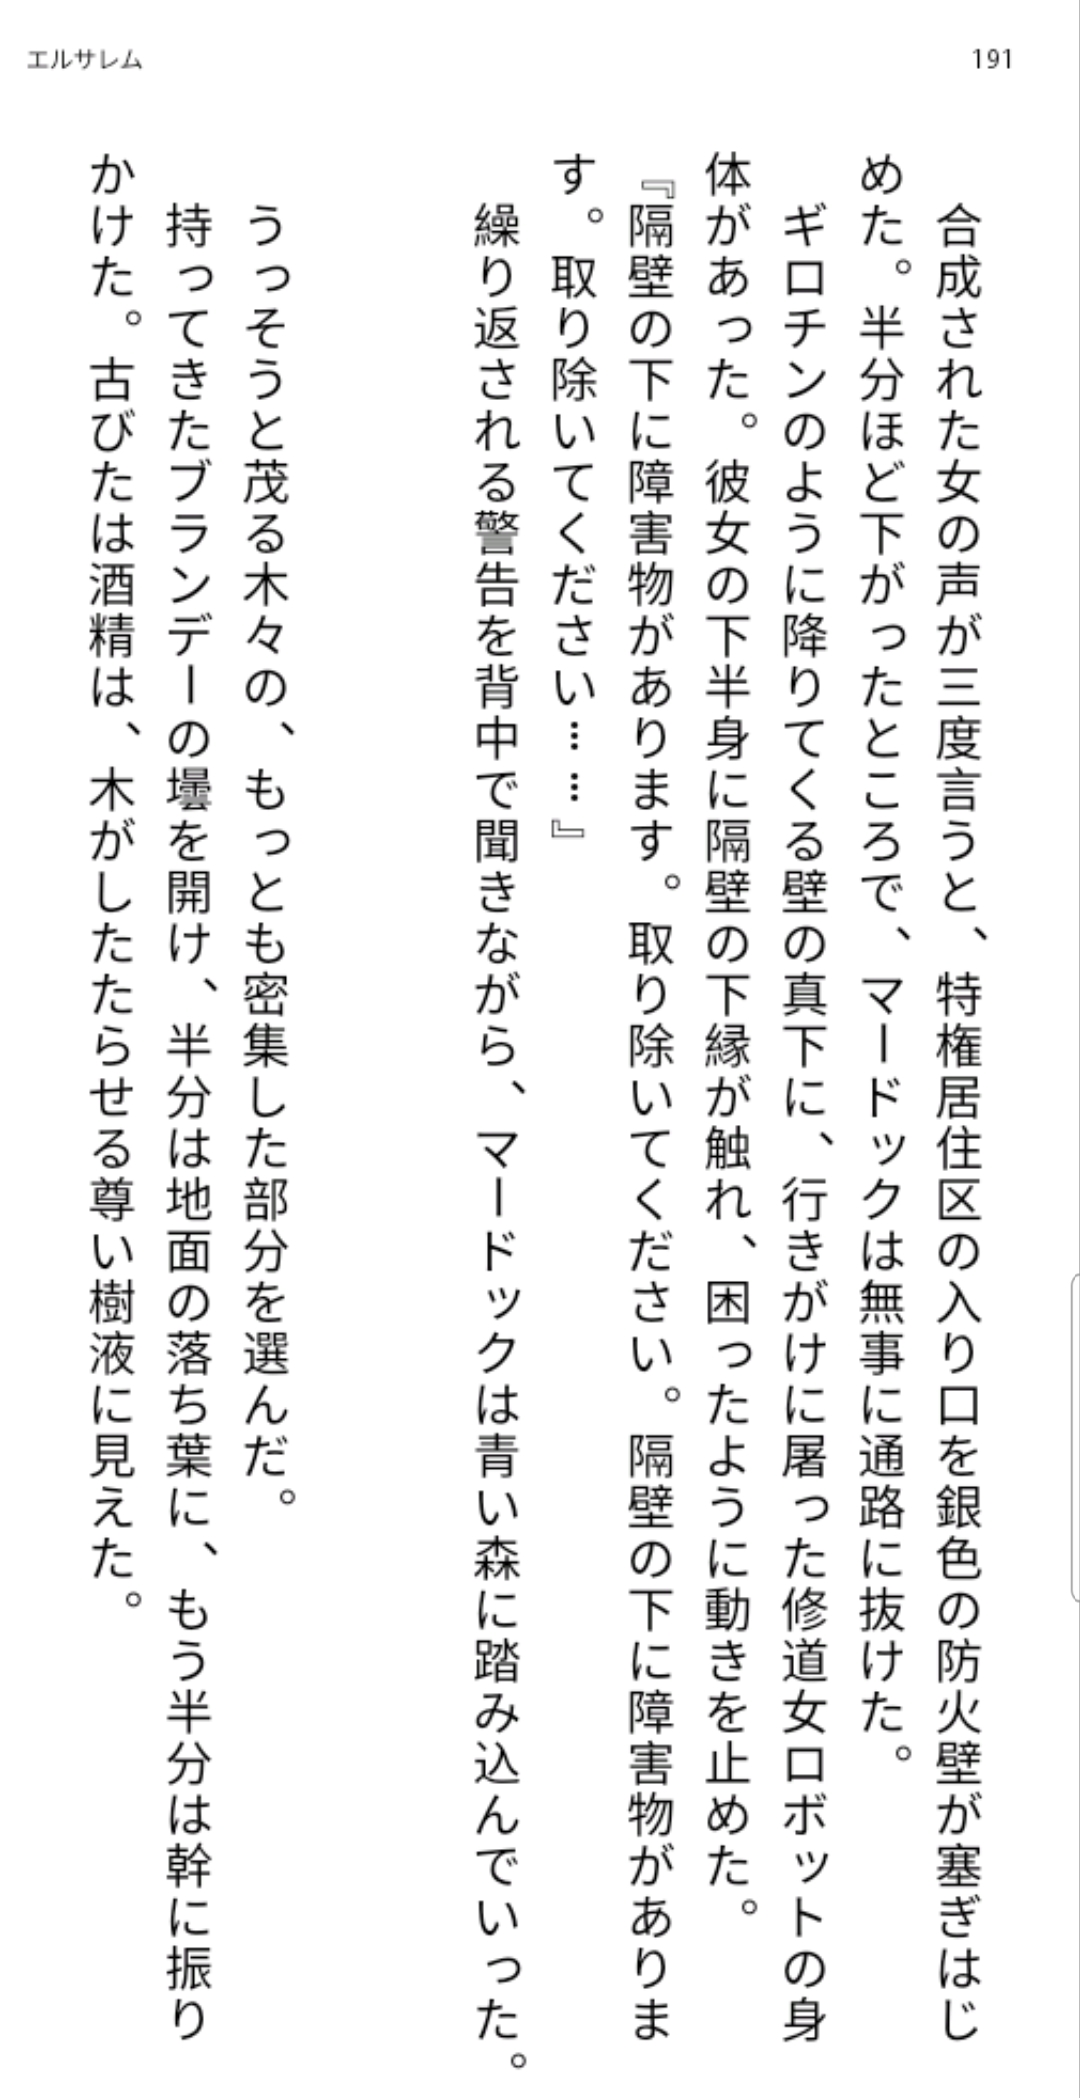 エルサレム
191
合成された女の声が三度言うと、特権居住区の入り口を銀色の防火壁が塞ぎはじ
めた。半分ほど下がったところで、マードックは無事に通路に抜けた。
ギロチンのように降りてくる壁の真下に、行きがけに屠った修道女ロボットの身
体があった。彼女の下半身に隔壁の下縁が触れ、困ったように動きを止めた。
『隔壁の下に障害物があります。取り除いてください。隔壁の下に障害物がありま
す。取り除いてください……』
繰り返される警告を背中で聞きながら、マードックは青い森に踏み込んでいった。
うっそうと茂る木々の、もっとも密集した部分を選んだ。
持ってきたブランデーの壜を開け、半分は地面の落ち葉に、もう半分は幹に振り
かけた。古びたは酒精は、木がしたたらせる尊い樹液に見えた。